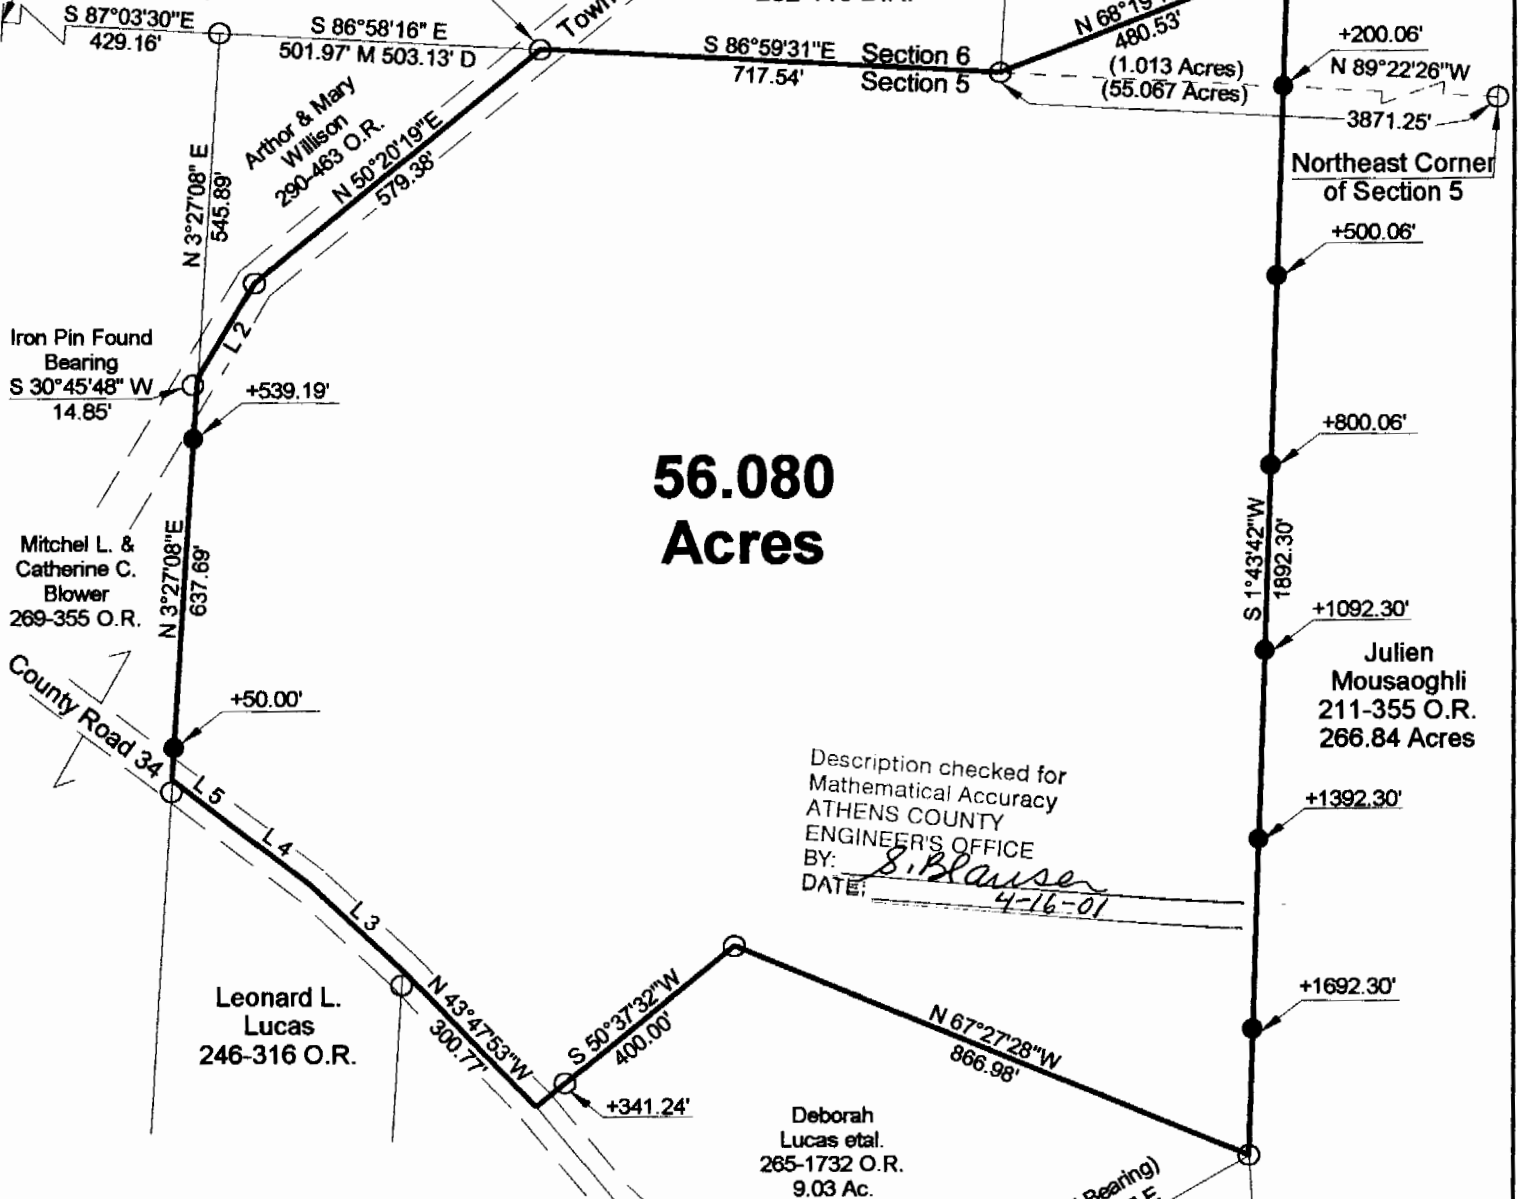 S 87°03'30"E
429.16'
S 86°58'16" E
501.97' M 503.13' D
Town
S 86°59'31"E
717.54'
Section 6
Section 5
480.53'
(1.013 Acres)
(55.067 Acres)
+200.06'
N 89°22'26"W
3871.25'
Northeast Corner
of Section 5
Arthor & Mary
Willison
290-463 O.R.
N 50°20'19"E
579.38'
N 3°27'08" E
545.89'
L 2
Iron Pin Found
Bearing
S 30°45'48" W
14.85'
+539.19'
+500.06'
+800.06'
56.080
Acres
S 1°43'42"W
1892.30'
Mitchel L. &
Catherine C.
Blower
269-355 O.R.
N 3°27'08"E
637.69'
+1092.30'
Julien
Mousaoghli
211-355 O.R.
266.84 Acres
County Road 34
+50.00'
L 5
L 4
L 3
Description checked for
Mathematical Accuracy
ATHENS COUNTY
ENGINEER'S OFFICE
BY: S. Blauser
DATE: 4-16-01
+1392.30'
+1692.30'
Leonard L.
Lucas
246-316 O.R.
N 43°47'53"W
300.77'
S 50°37'32"W
400.00'
+341.24'
N 67°27'28"W
866.98'
Deborah
Lucas etal.
265-1732 O.R.
9.03 Ac.
Bearing)